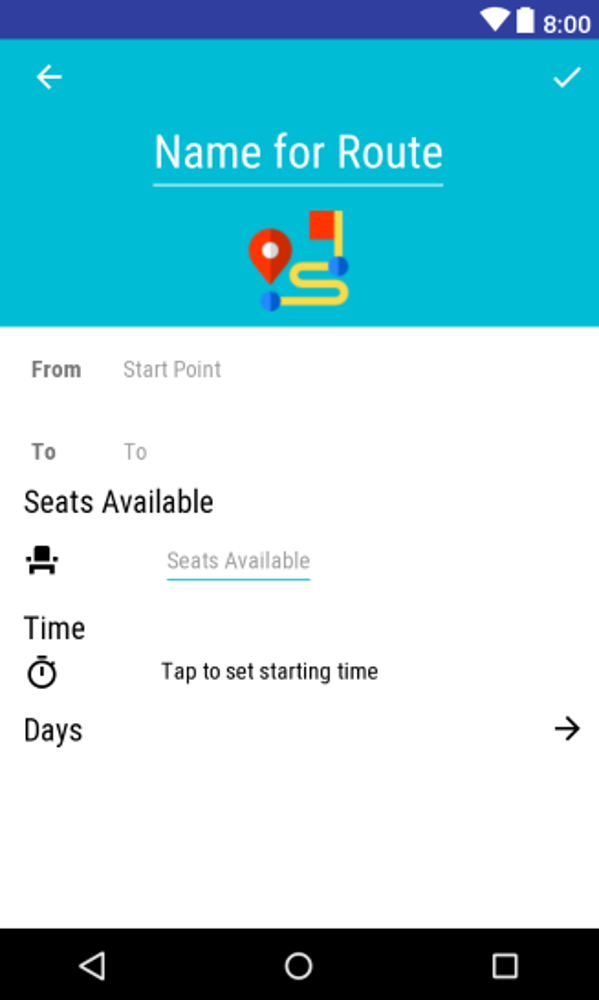 8:00
Name for Route
From Start Point
To To
Seats Available
Seats Available
Time
Tap to set starting time
Days